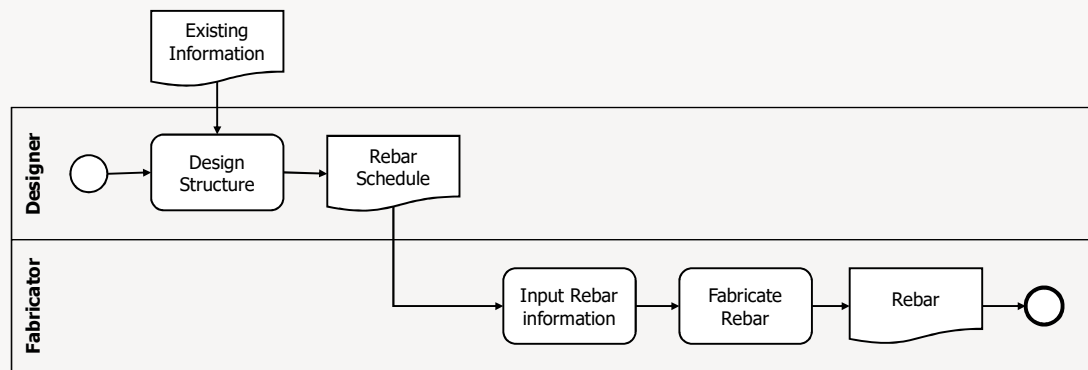 Existing
Information
Designer
Design
Structure
Rebar
Schedule
Fabricator
Input Rebar
information
Fabricate
Rebar
Rebar